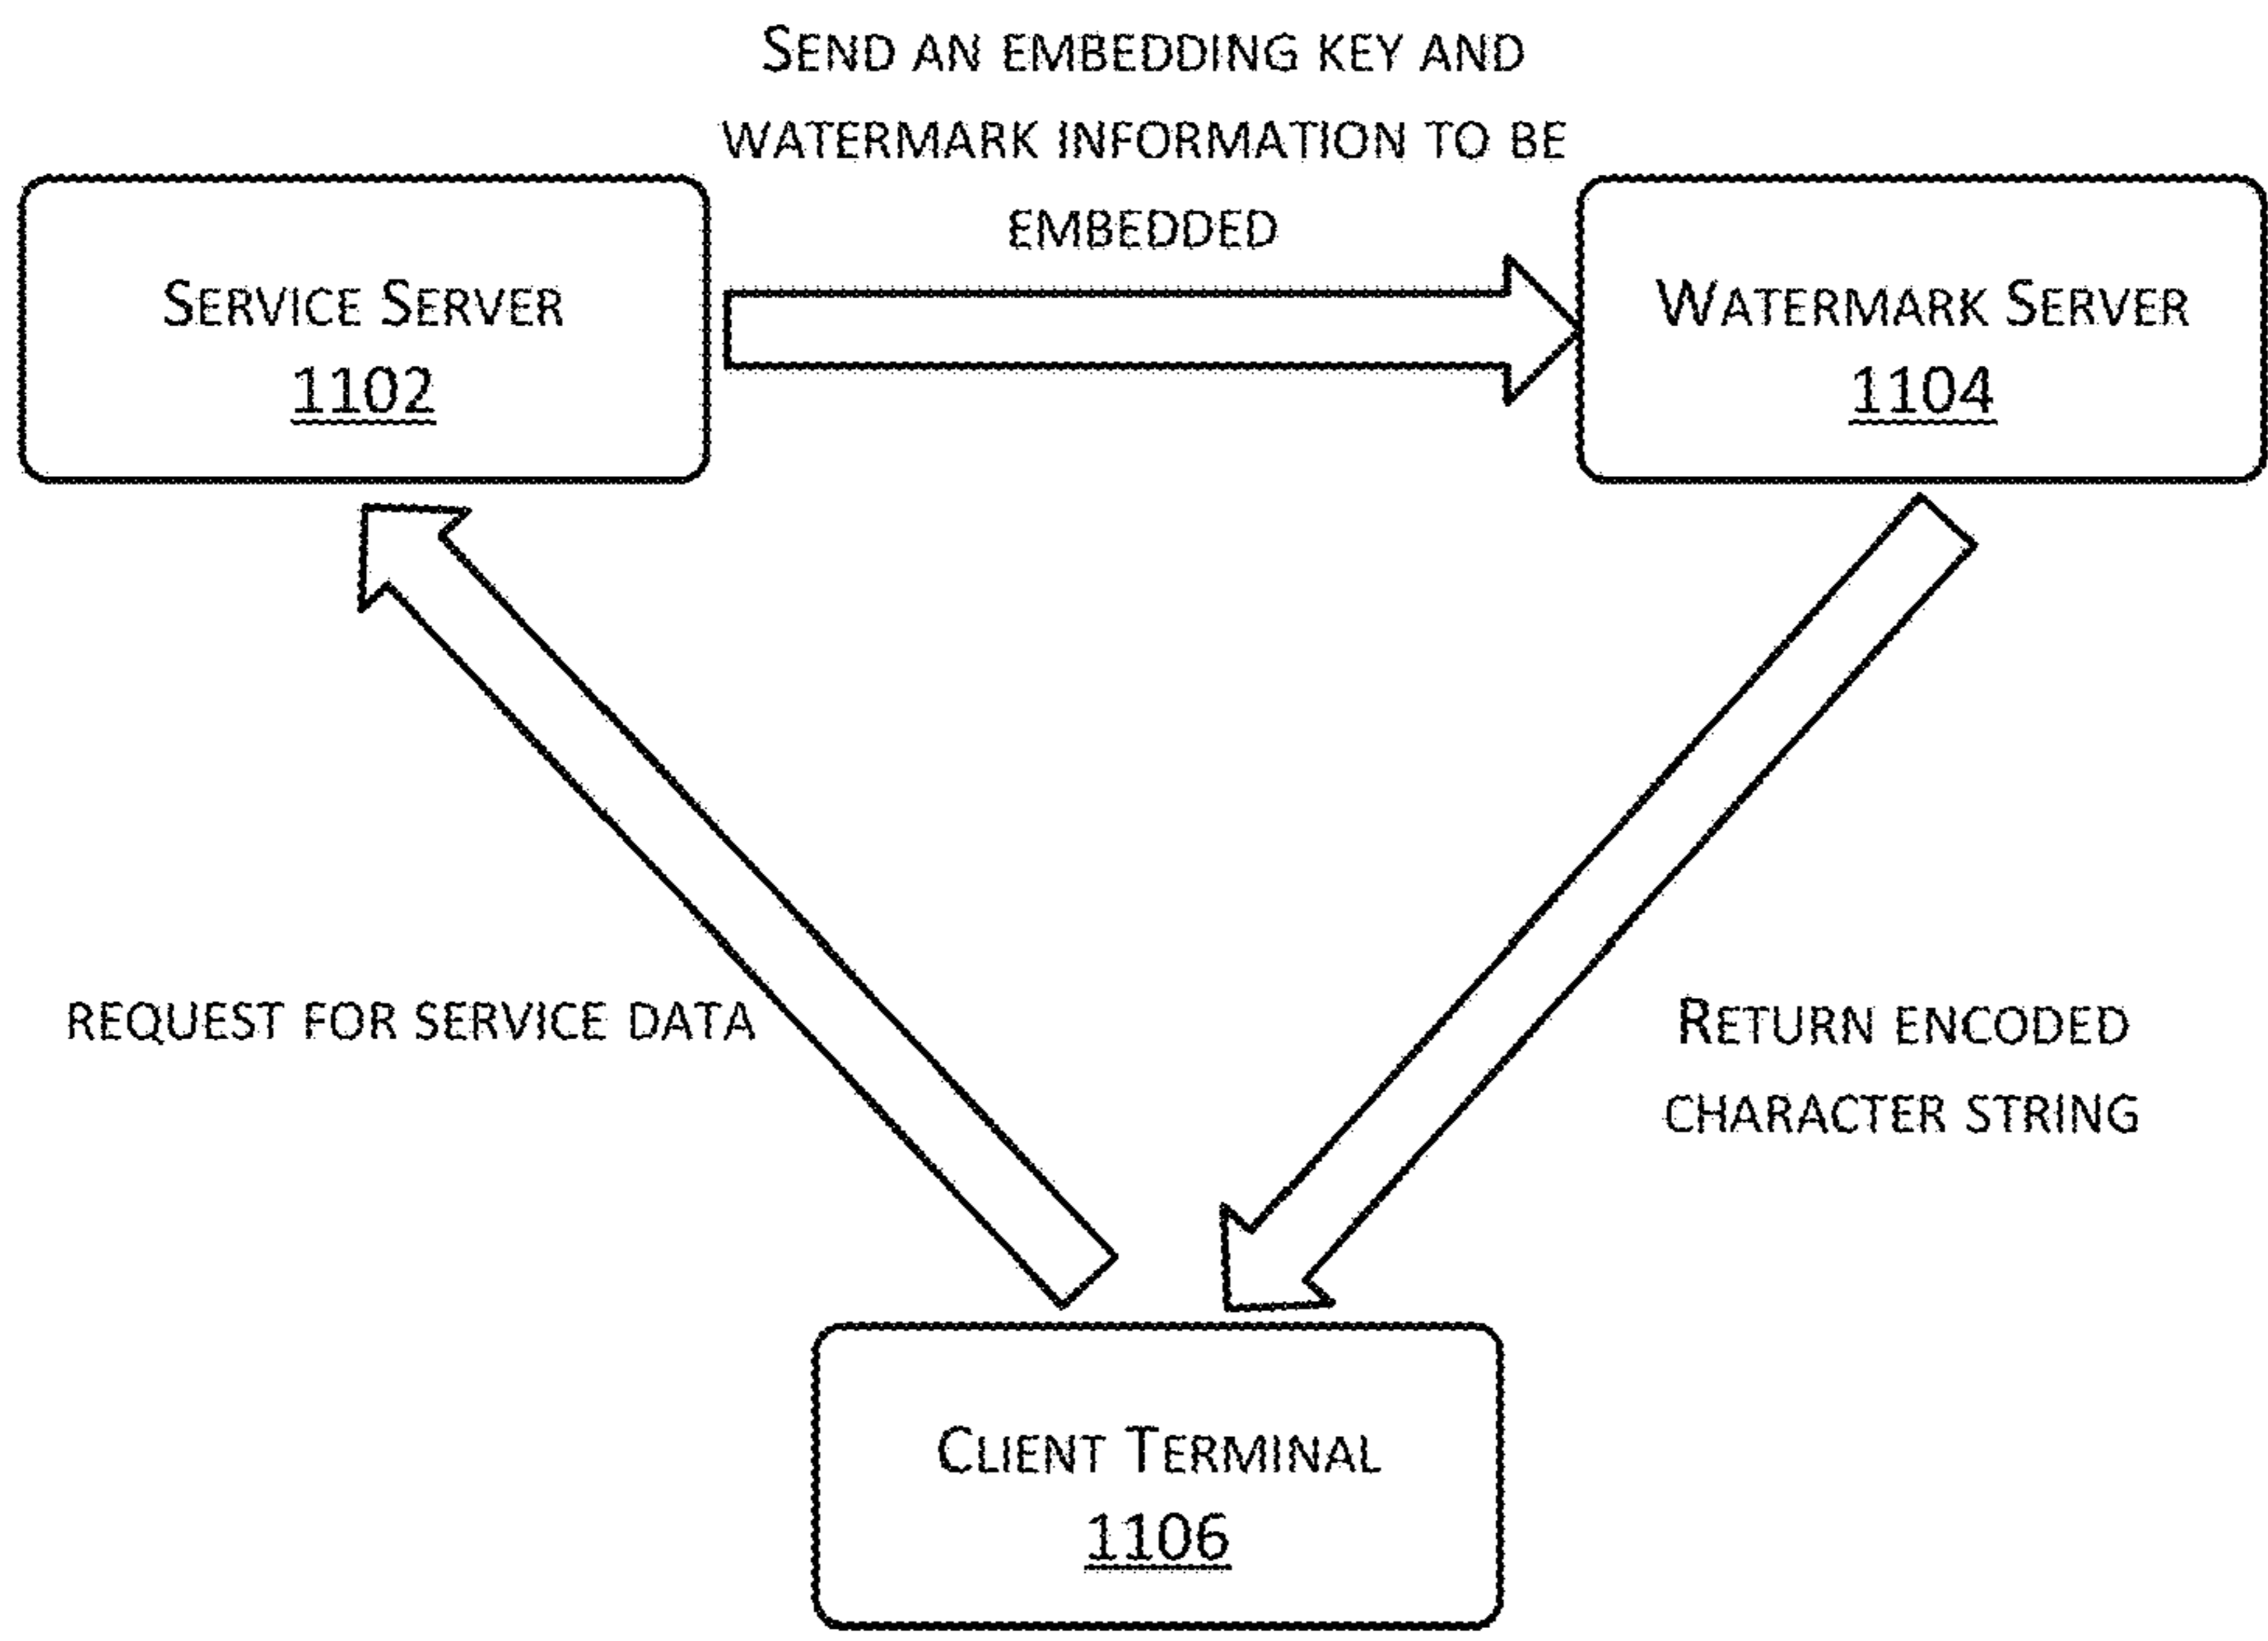 SEND AN EMBEDDING KEY AND
WATERMARK INFORMATION TO BE
EMBEDDED
SERVICE SERVER
1102
WATERMARK SERVER
1104
REQUEST FOR SERVICE DATA
RETURN ENCODED
CHARACTER STRING
CLIENT TERMINAL
1106